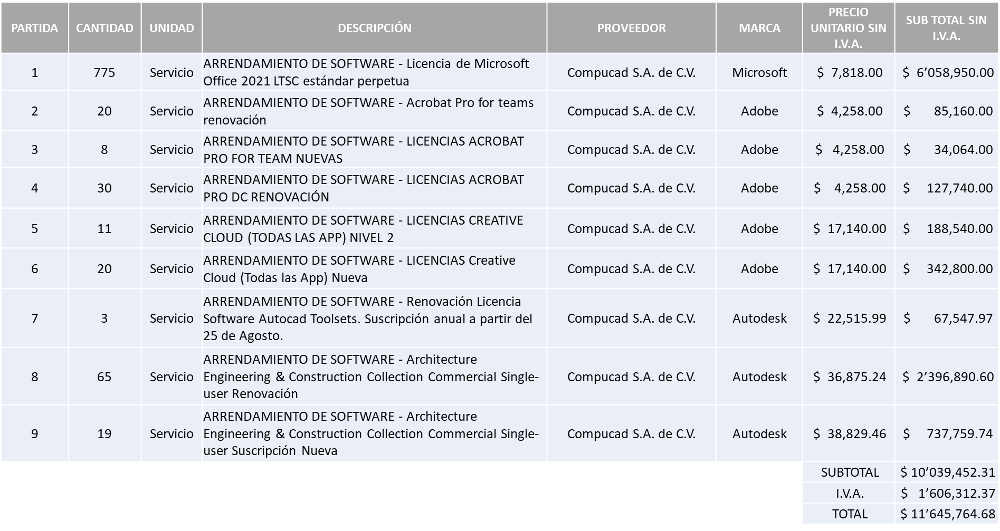 PARTIDA CANTIDAD UNIDAD DESCRIPCIÓN PROVEEDOR MARCA PRECIO UNITARIO SIN I.V.A. SUB TOTAL SIN I.V.A.
1 775 Servicio ARRENDAMIENTO DE SOFTWARE - Licencia de Microsoft
Office 2021 LTSC estándar perpetua Compucad S.A. de C.V. Microsoft $ 7,818.00 $ 6’058,950.00
2 20 Servicio ARRENDAMIENTO DE SOFTWARE - Acrobat Pro for teams
renovación Compucad S.A. de C.V. Adobe $ 4,258.00 $ 85,160.00
3 8 Servicio ARRENDAMIENTO DE SOFTWARE - LICENCIAS ACROBAT
PRO FOR TEAM NUEVAS Compucad S.A. de C.V. Adobe $ 4,258.00 $ 34,064.00
4 30 Servicio ARRENDAMIENTO DE SOFTWARE - LICENCIAS ACROBAT
PRO DC RENOVACIÓN Compucad S.A. de C.V. Adobe $ 4,258.00 $ 127,740.00
5 11 Servicio ARRENDAMIENTO DE SOFTWARE - LICENCIAS CREATIVE
CLOUD (TODAS LAS APP) NIVEL 2 Compucad S.A. de C.V. Adobe $ 17,140.00 $ 188,540.00
6 20 Servicio ARRENDAMIENTO DE SOFTWARE - LICENCIAS Creative
Cloud (Todas las App) Nueva Compucad S.A. de C.V. Adobe $ 17,140.00 $ 342,800.00
7 3 Servicio ARRENDAMIENTO DE SOFTWARE - Renovación Licencia
Software Autocad Toolsets. Suscripción anual a partir del
25 de Agosto. Compucad S.A. de C.V. Autodesk $ 22,515.99 $ 67,547.97
8 65 Servicio ARRENDAMIENTO DE SOFTWARE - Architecture
Engineering & Construction Collection Commercial Single-
user Renovación Compucad S.A. de C.V. Autodesk $ 36,875.24 $ 2’396,890.60
9 19 Servicio ARRENDAMIENTO DE SOFTWARE - Architecture
Engineering & Construction Collection Commercial Single-
user Suscripción Nueva Compucad S.A. de C.V. Autodesk $ 38,829.46 $ 737,759.74
SUBTOTAL $ 10’039,452.31
I.V.A. $ 1’606,312.37
TOTAL $ 11’645,764.68